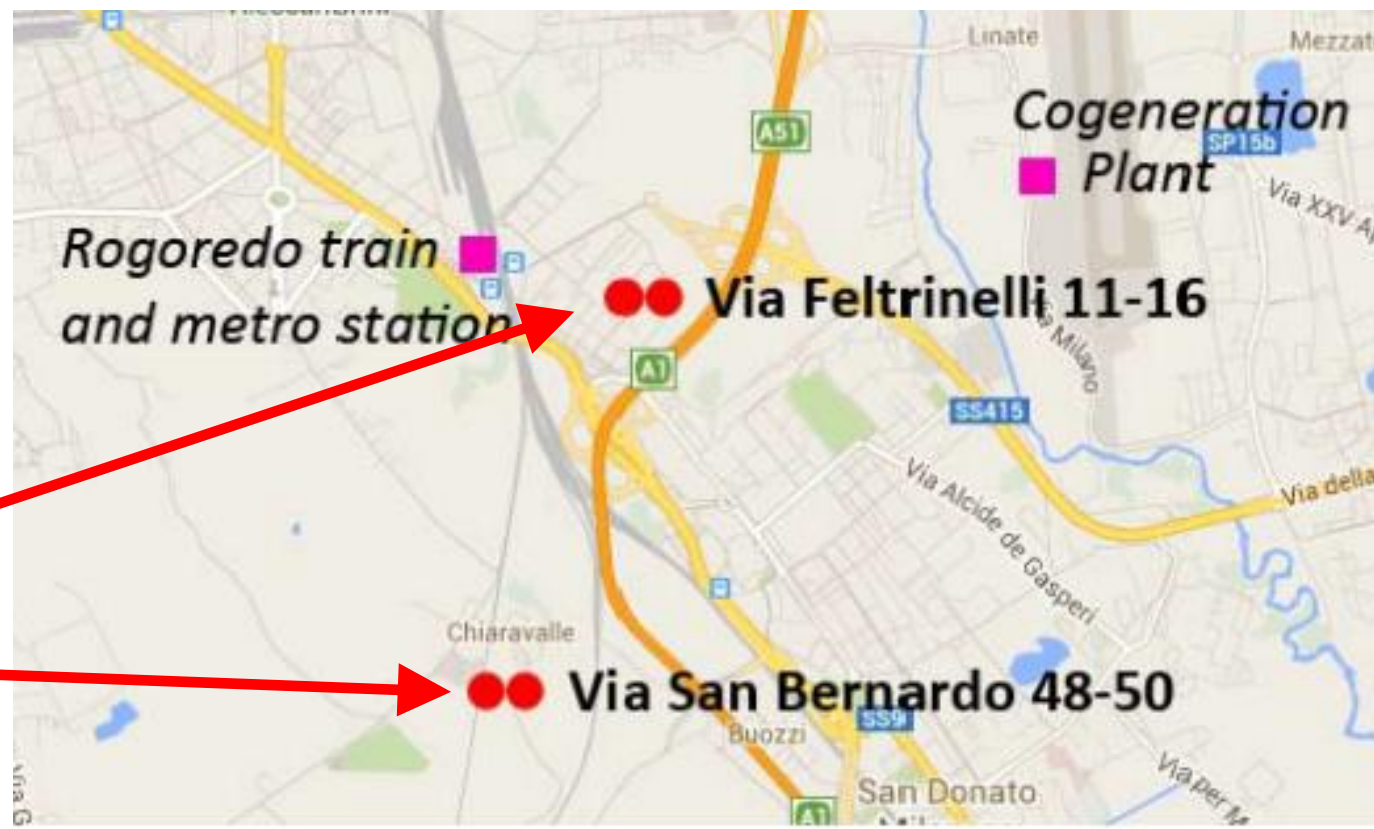 Linate
Mezzat
A51
Cogeneration
SP15b
Plant
Via XXV Ap
Rogoredo train
and metro station
Via Feltrinelli 11-16
Milano
A1
SS415
Via Alcide de Gasperi
Via della
Chiaravalle
Via San Bernardo 48-50
SS9
Buozzi
San Donato
Via per M
Via G
A1